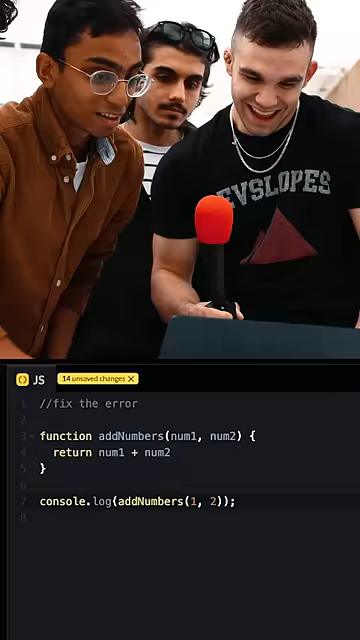 EVSLOPES
JS 14 unsaved changes X
1 //fix the error
2
3 function addNumbers(num1, num2) {
4 return num1 + num2
5 }
6
7 console.log(addNumbers(1, 2));
8